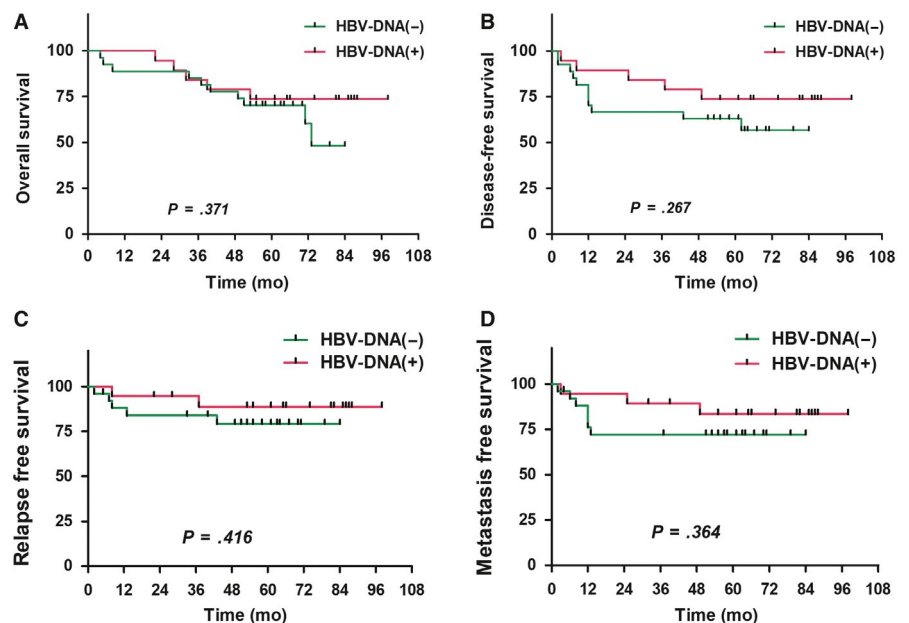 A
HBV-DNA(−)
HBV-DNA(+)
100
75
50
25
0
Overall survival
P = .371
0 12 24 36 48 60 72 84 96 108
Time (mo)
B
HBV-DNA(−)
HBV-DNA(+)
100
75
50
25
0
Disease-free survival
P = .267
0 12 24 36 48 60 72 84 96 108
Time (mo)
C
HBV-DNA(−)
HBV-DNA(+)
100
75
50
25
0
Relapse free survival
P = .416
0 12 24 36 48 60 72 84 96 108
Time (mo)
D
HBV-DNA(−)
HBV-DNA(+)
100
75
50
25
0
Metastasis free survival
P = .364
0 12 24 36 48 60 72 84 96 108
Time (mo)